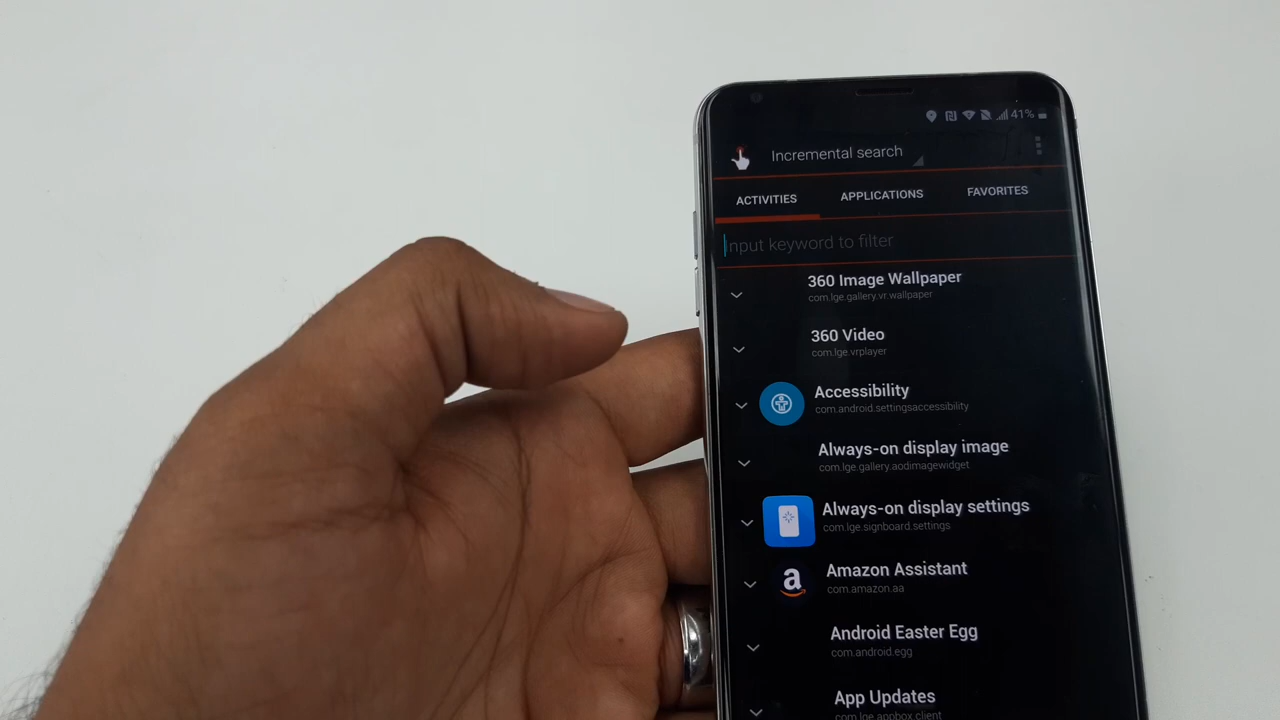 41%
Incremental search
ACTIVITIES
APPLICATIONS
FAVORITES
Input keyword to filter
360 Image Wallpaper
com.lge.gallery.vr.wallpaper
360 Video
com.lge.vrplayer
Accessibility
com.android.settingsaccessibility
Always-on display image
com.lge.gallery.aodimagewidget
Always-on display settings
com.lge.signboard.settings
a
Amazon Assistant
com.amazon.aa
Android Easter Egg
com.android.egg
App Updates
com.lge.appbox.client